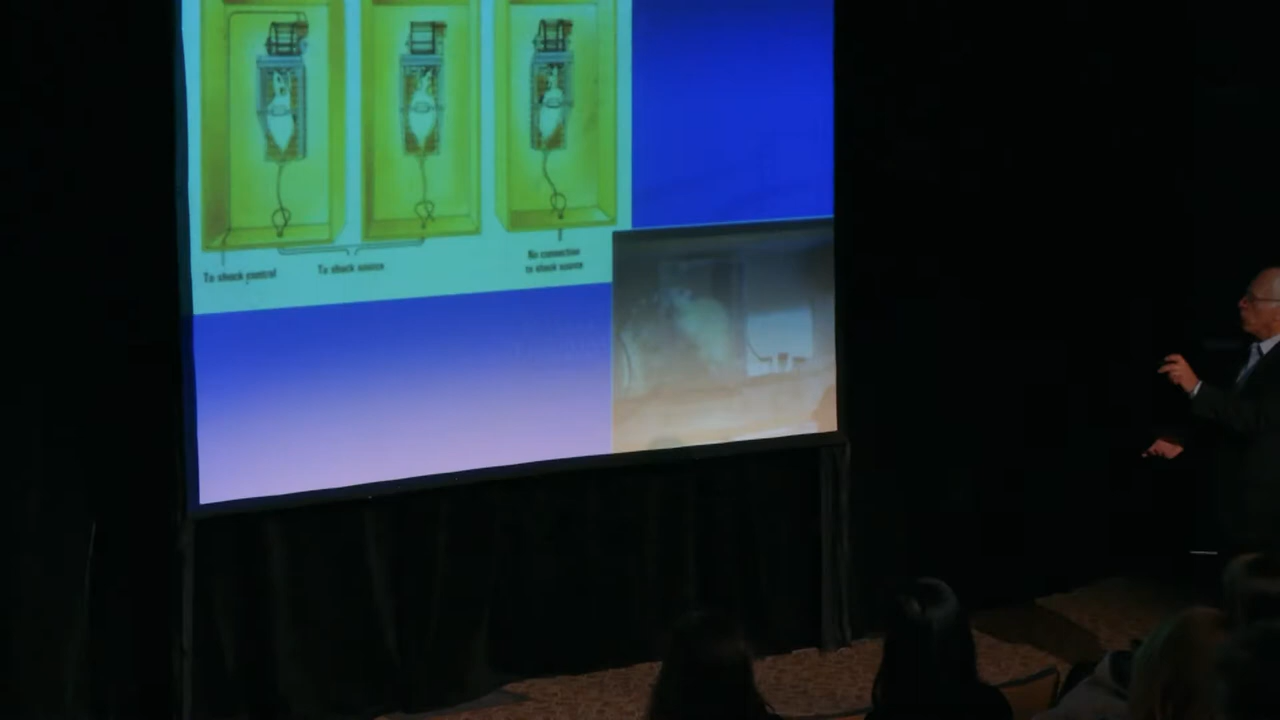 To shock control
To shock source
No connection
to shock source